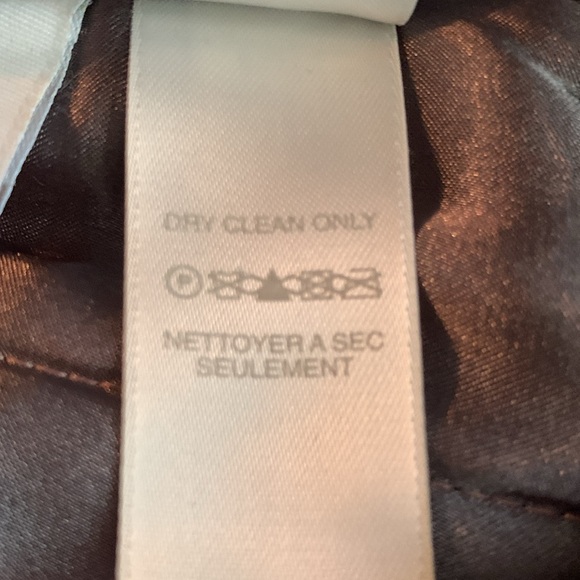 DRY CLEAN ONLY
P
NETTOYER A SEC
SEULEMENT